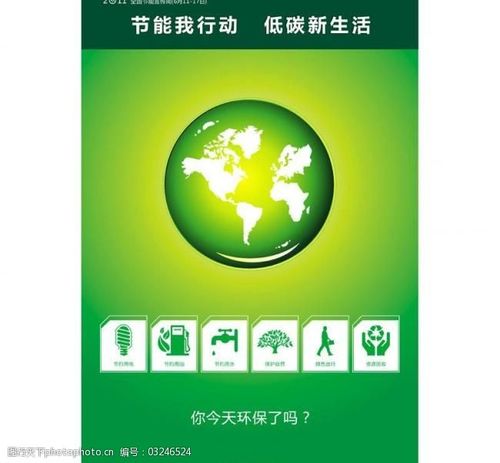 2011 全国节能宣传周(6月11-17日)
节能我行动 低碳新生活
节约用电 节约用油 节约用水 保护自然 绿色出行 资源回收
你今天环保了吗？
图行天下 photophoto.cn 编号：03246524